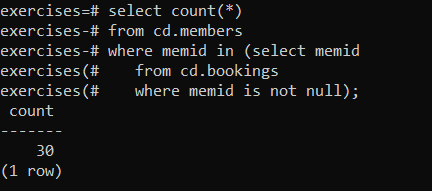 exercises=# select count(*)
exercises-# from cd.members
exercises-# where memid in (select memid
exercises(#    from cd.bookings
exercises(#    where memid is not null);
 count
-------
    30
(1 row)